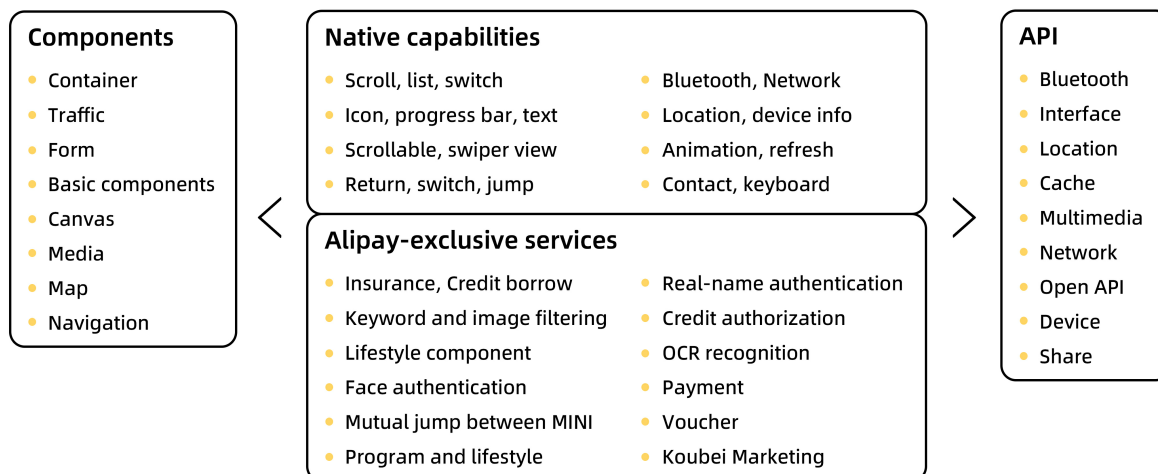 Components
Container
Traffic
Form
Basic components
Canvas
Media
Map
Navigation
Native capabilities
Scroll, list, switch
Icon, progress bar, text
Scrollable, swiper view
Return, switch, jump
Bluetooth, Network
Location, device info
Animation, refresh
Contact, keyboard
Alipay-exclusive services
Insurance, Credit borrow
Keyword and image filtering
Lifestyle component
Face authentication
Mutual jump between MINI
Program and lifestyle
Real-name authentication
Credit authorization
OCR recognition
Payment
Voucher
Koubei Marketing
API
Bluetooth
Interface
Location
Cache
Multimedia
Network
Open API
Device
Share